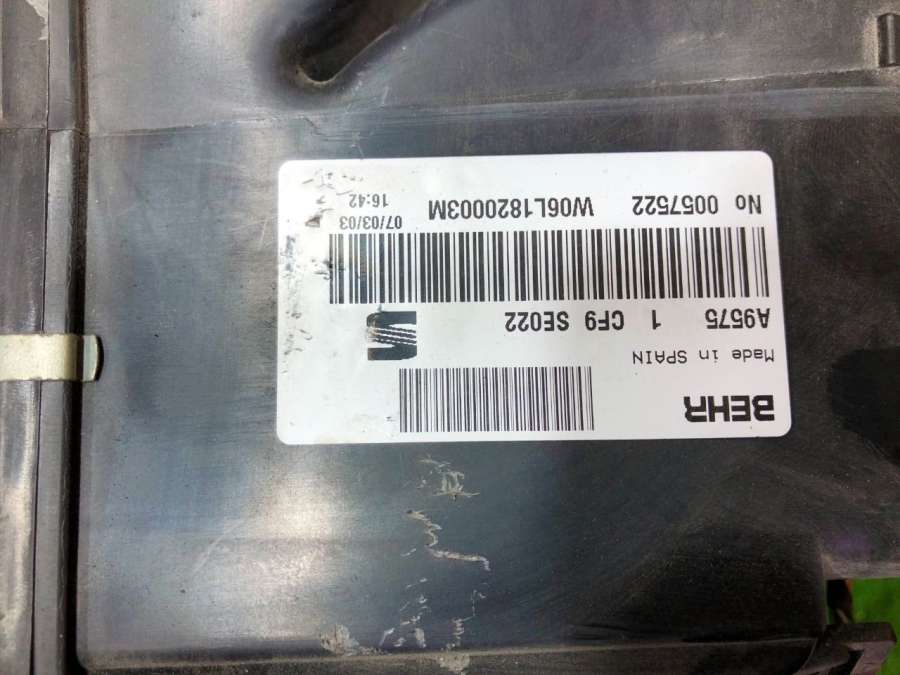 BEHR
Made in SPAIN
A9575 1 CF9 SE022
07/03/03
16:42
No 0057522 W06L1820003M